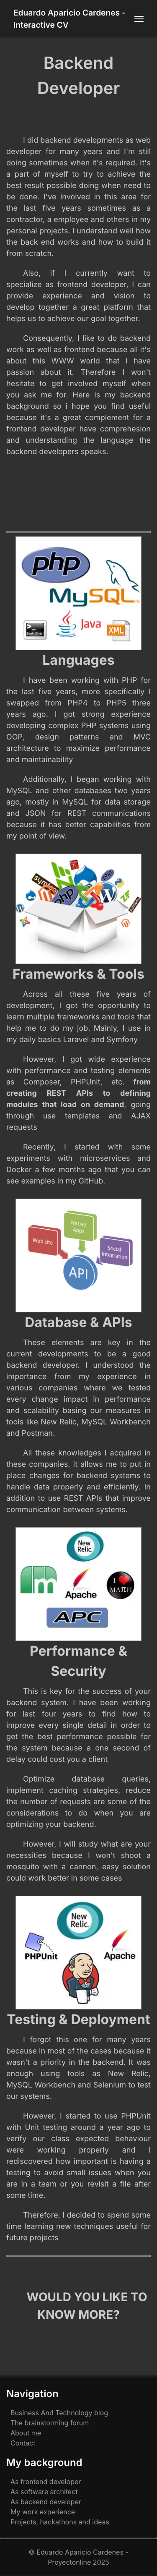 Eduardo Aparicio Cardenes -
Interactive CV
Backend
Developer
I did backend developments as web
developer for many years and I'm still
doing sometimes when it's required. It's
a part of myself to try to achieve the
best result possible doing when need to
be done. I've involved in this area for
the last five years sometimes as a
contractor, a employee and others in my
personal projects. I understand well how
the back end works and how to build it
from scratch.
Also, if I currently want to
specialize as frontend developer, I can
provide experience and vision to
develop together a great platform that
helps us to achieve our goal together.
Consequently, I like to do backend
work as well as frontend because all it's
about this WWW world that I have
passion about it. Therefore I won't
hesitate to get involved myself when
you ask me for. Here is my backend
background so i hope you find useful
because it's a great complement for a
frontend developer have comprehesion
and understanding the language the
backend developers speaks.
php
MySQL
Java
XML
Languages
I have been working with PHP for
the last five years, more specifically I
swapped from PHP4 to PHP5 three
years ago. I got strong experience
developing complex PHP systems using
OOP, design patterns and MVC
architecture to maximize performance
and maintainability
Additionally, I began working with
MySQL and other databases two years
ago, mostly in MySQL for data storage
and JSON for REST communications
because it has better capabilities from
my point of view.
php
Frameworks & Tools
Across all these five years of
development, I got the opportunity to
learn multiple frameworks and tools that
help me to do my job. Mainly, I use in
my daily basics Laravel and Symfony
However, I got wide experience
with performance and testing elements
as Composer, PHPUnit, etc. from
creating REST APIs to defining
modules that load on demand, going
through use templates and AJAX
requests
Recently, I started with some
experiments with microservices and
Docker a few months ago that you can
see examples in my GitHub.
Native
Apps
Web site
Social
Integration
API
Database & APIs
These elements are key in the
current developments to be a good
backend developer. I understood the
importance from my experience in
various companies where we tested
every change impact in performance
and scalability basing our measures in
tools like New Relic, MySQL Workbench
and Postman.
All these knowledges I acquired in
these companies, it allows me to put in
place changes for backend systems to
handle data properly and efficiently. In
addition to use REST APIs that improve
communication between systems.
New
Relic
Apache
I
MATH
APC
Performance &
Security
This is key for the success of your
backend system. I have been working
for last four years to find how to
improve every single detail in order to
get the best performance possible for
the system because a one second of
delay could cost you a client
Optimize database queries,
implement caching strategies, reduce
the number of requests are some of the
considerations to do when you are
optimizing your backend.
However, I will study what are your
necessities because I won't shoot a
mosquito with a cannon, easy solution
could work better in some cases
New
Relic
PHPUnit
Apache
Testing & Deployment
I forgot this one for many years
because in most of the cases because it
wasn't a priority in the backend. It was
enough using tools as New Relic,
MySQL Workbench and Selenium to test
our systems.
However, I started to use PHPUnit
with Unit testing around a year ago to
verify our class expected behaviour
were working properly and I
rediscovered how important is having a
testing to avoid small issues when you
are in a team or you revisit a file after
some time.
Therefore, I decided to spend some
time learning new techniques useful for
future projects
WOULD YOU LIKE TO
KNOW MORE?
Navigation
Business And Technology blog
The brainstorming forum
About me
Contact
My background
As frontend developer
As software architect
As backend developer
My work experience
Projects, hackathons and ideas
© Eduardo Aparicio Cardenes -
Proyectonline 2025